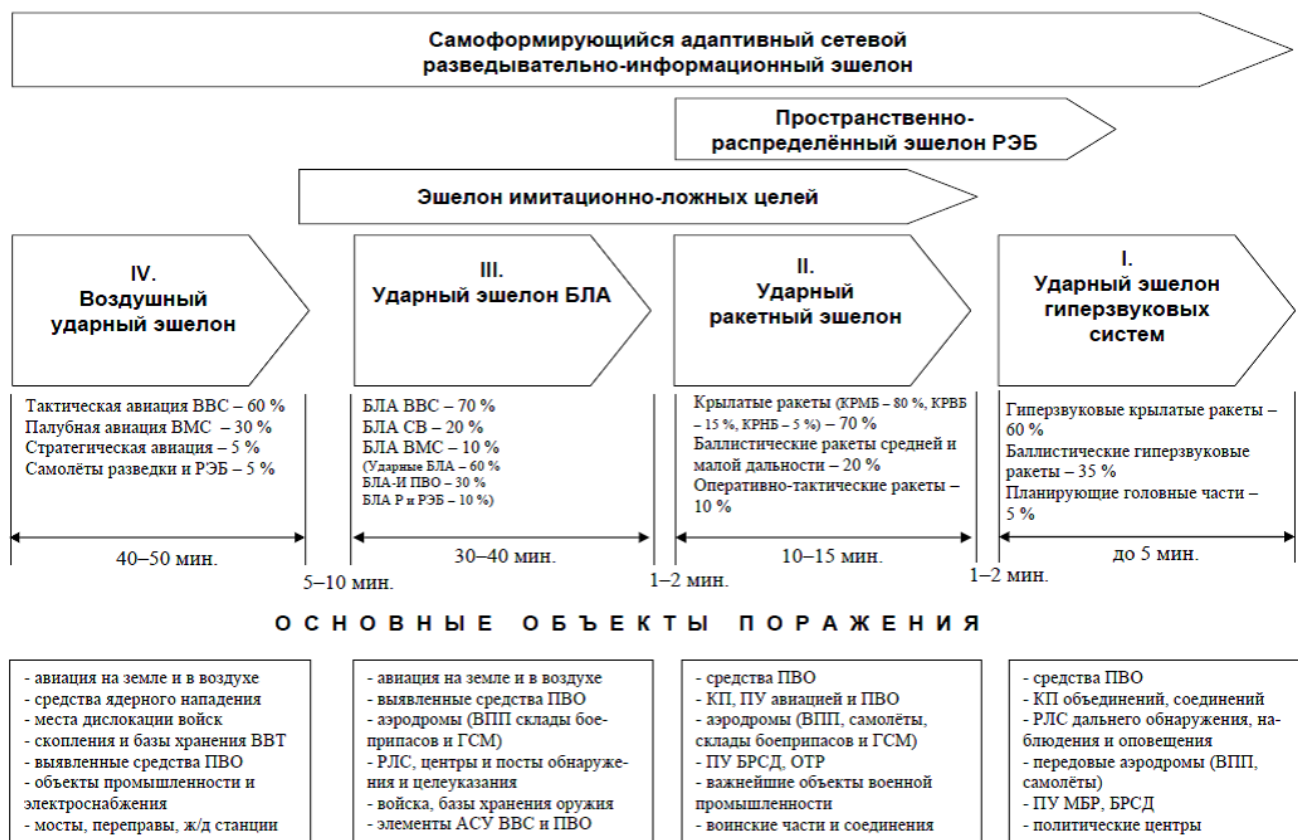 Самоформирующийся адаптивный сетевой
разведывательно-информационный эшелон
Пространственно-
распределённый эшелон РЭБ
Эшелон имитационно-ложных целей
IV.
Воздушный
ударный эшелон
III.
Ударный эшелон БЛА
II.
Ударный
ракетный эшелон
I.
Ударный эшелон
гиперзвуковых
систем
Тактическая авиация ВВС – 60 %
Палубная авиация ВМС – 30 %
Стратегическая авиация – 5 %
Самолёты разведки и РЭБ – 5 %
БЛА ВВС – 70 %
БЛА СВ – 20 %
БЛА ВМС – 10 %
(Ударные БЛА – 60 %
БЛА-И ПВО – 30 %
БЛА Р и РЭБ – 10 %)
Крылатые ракеты (КРМБ – 80 %, КРВБ
– 15 %, КРНБ – 5 %) – 70 %
Баллистические ракеты средней и
малой дальности – 20 %
Оперативно-тактические ракеты –
10 %
Гиперзвуковые крылатые ракеты –
60 %
Баллистические гиперзвуковые
ракеты – 35 %
Планирующие головные части –
5 %
40–50 мин.
5–10 мин.
30–40 мин.
1–2 мин.
10–15 мин.
1–2 мин.
до 5 мин.
ОСНОВНЫЕ ОБЪЕКТЫ ПОРАЖЕНИЯ
- авиация на земле и в воздухе
- средства ядерного нападения
- места дислокации войск
- скопления и базы хранения ВВТ
- выявленные средства ПВО
- объекты промышленности и
электроснабжения
- мосты, переправы, ж/д станции
- авиация на земле и в воздухе
- выявленные средства ПВО
- аэродромы (ВПП склады бое-
припасов и ГСМ)
- РЛС, центры и посты обнаруже-
ния и целеуказания
- войска, базы хранения оружия
- элементы АСУ ВВС и ПВО
- средства ПВО
- КП, ПУ авиацией и ПВО
- аэродромы (ВПП, самолёты,
склады боеприпасов и ГСМ)
- ПУ БРСД, ОТР
- важнейшие объекты военной
промышленности
- воинские части и соединения
- средства ПВО
- КП объединений, соединений
- РЛС дальнего обнаружения, на-
блюдения и оповещения
- передовые аэродромы (ВПП,
самолёты)
- ПУ МБР, БРСД
- политические центры